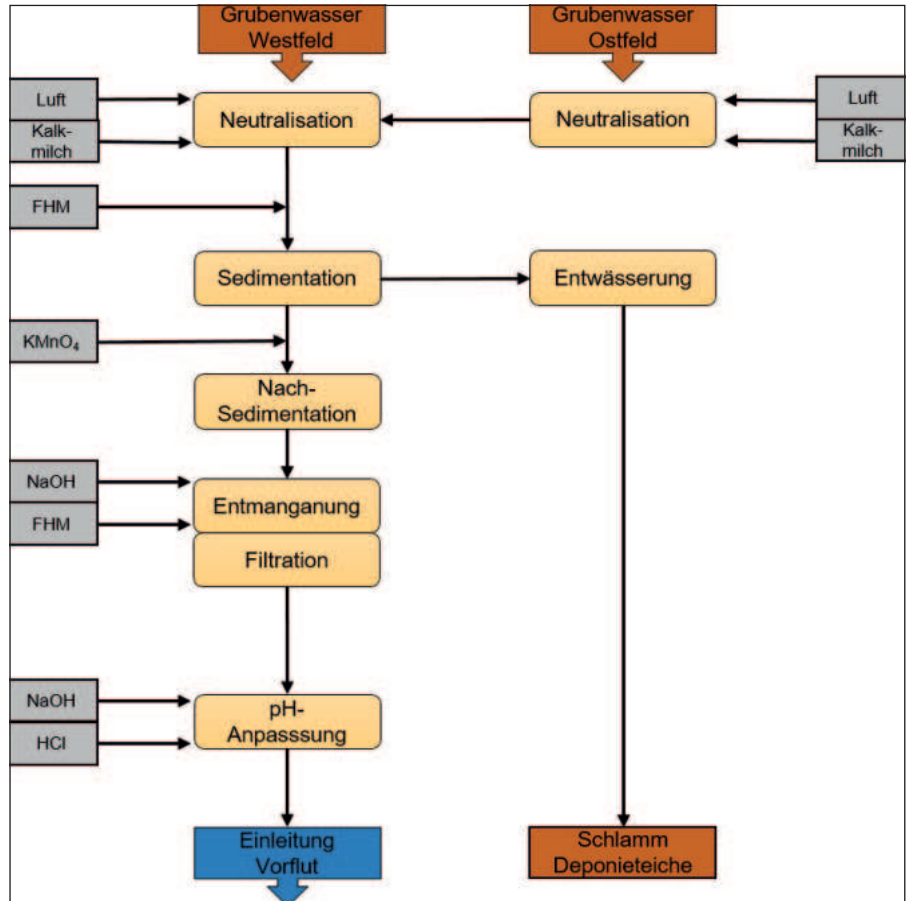 Grubenwasser
Westfeld
Grubenwasser
Ostfeld
Luft
Kalk-
milch
Neutralisation
Neutralisation
Luft
Kalk-
milch
FHM
Sedimentation
Entwässerung
KMnO₄
Nach-
Sedimentation
NaOH
FHM
Entmanganung
Filtration
NaOH
HCl
pH-
Anpasssung
Einleitung
Vorflut
Schlamm
Deponieteiche